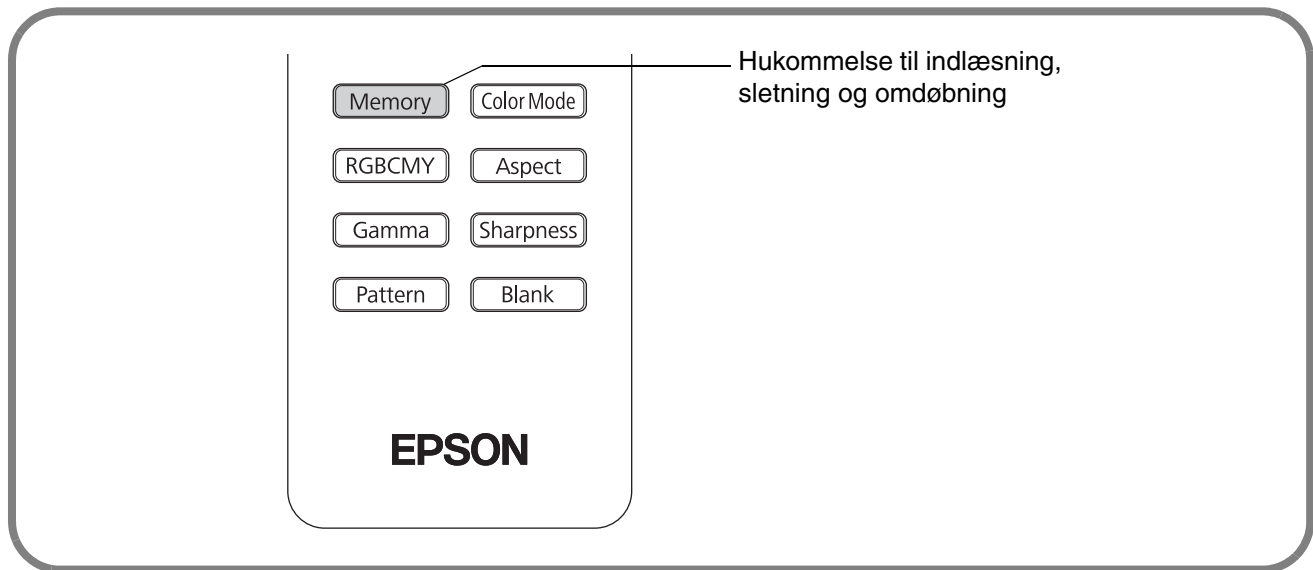 Hukommelse til indlæsning,
sletning og omdøbning
Memory Color Mode
RGBCMY Aspect
Gamma Sharpness
Pattern Blank
EPSON